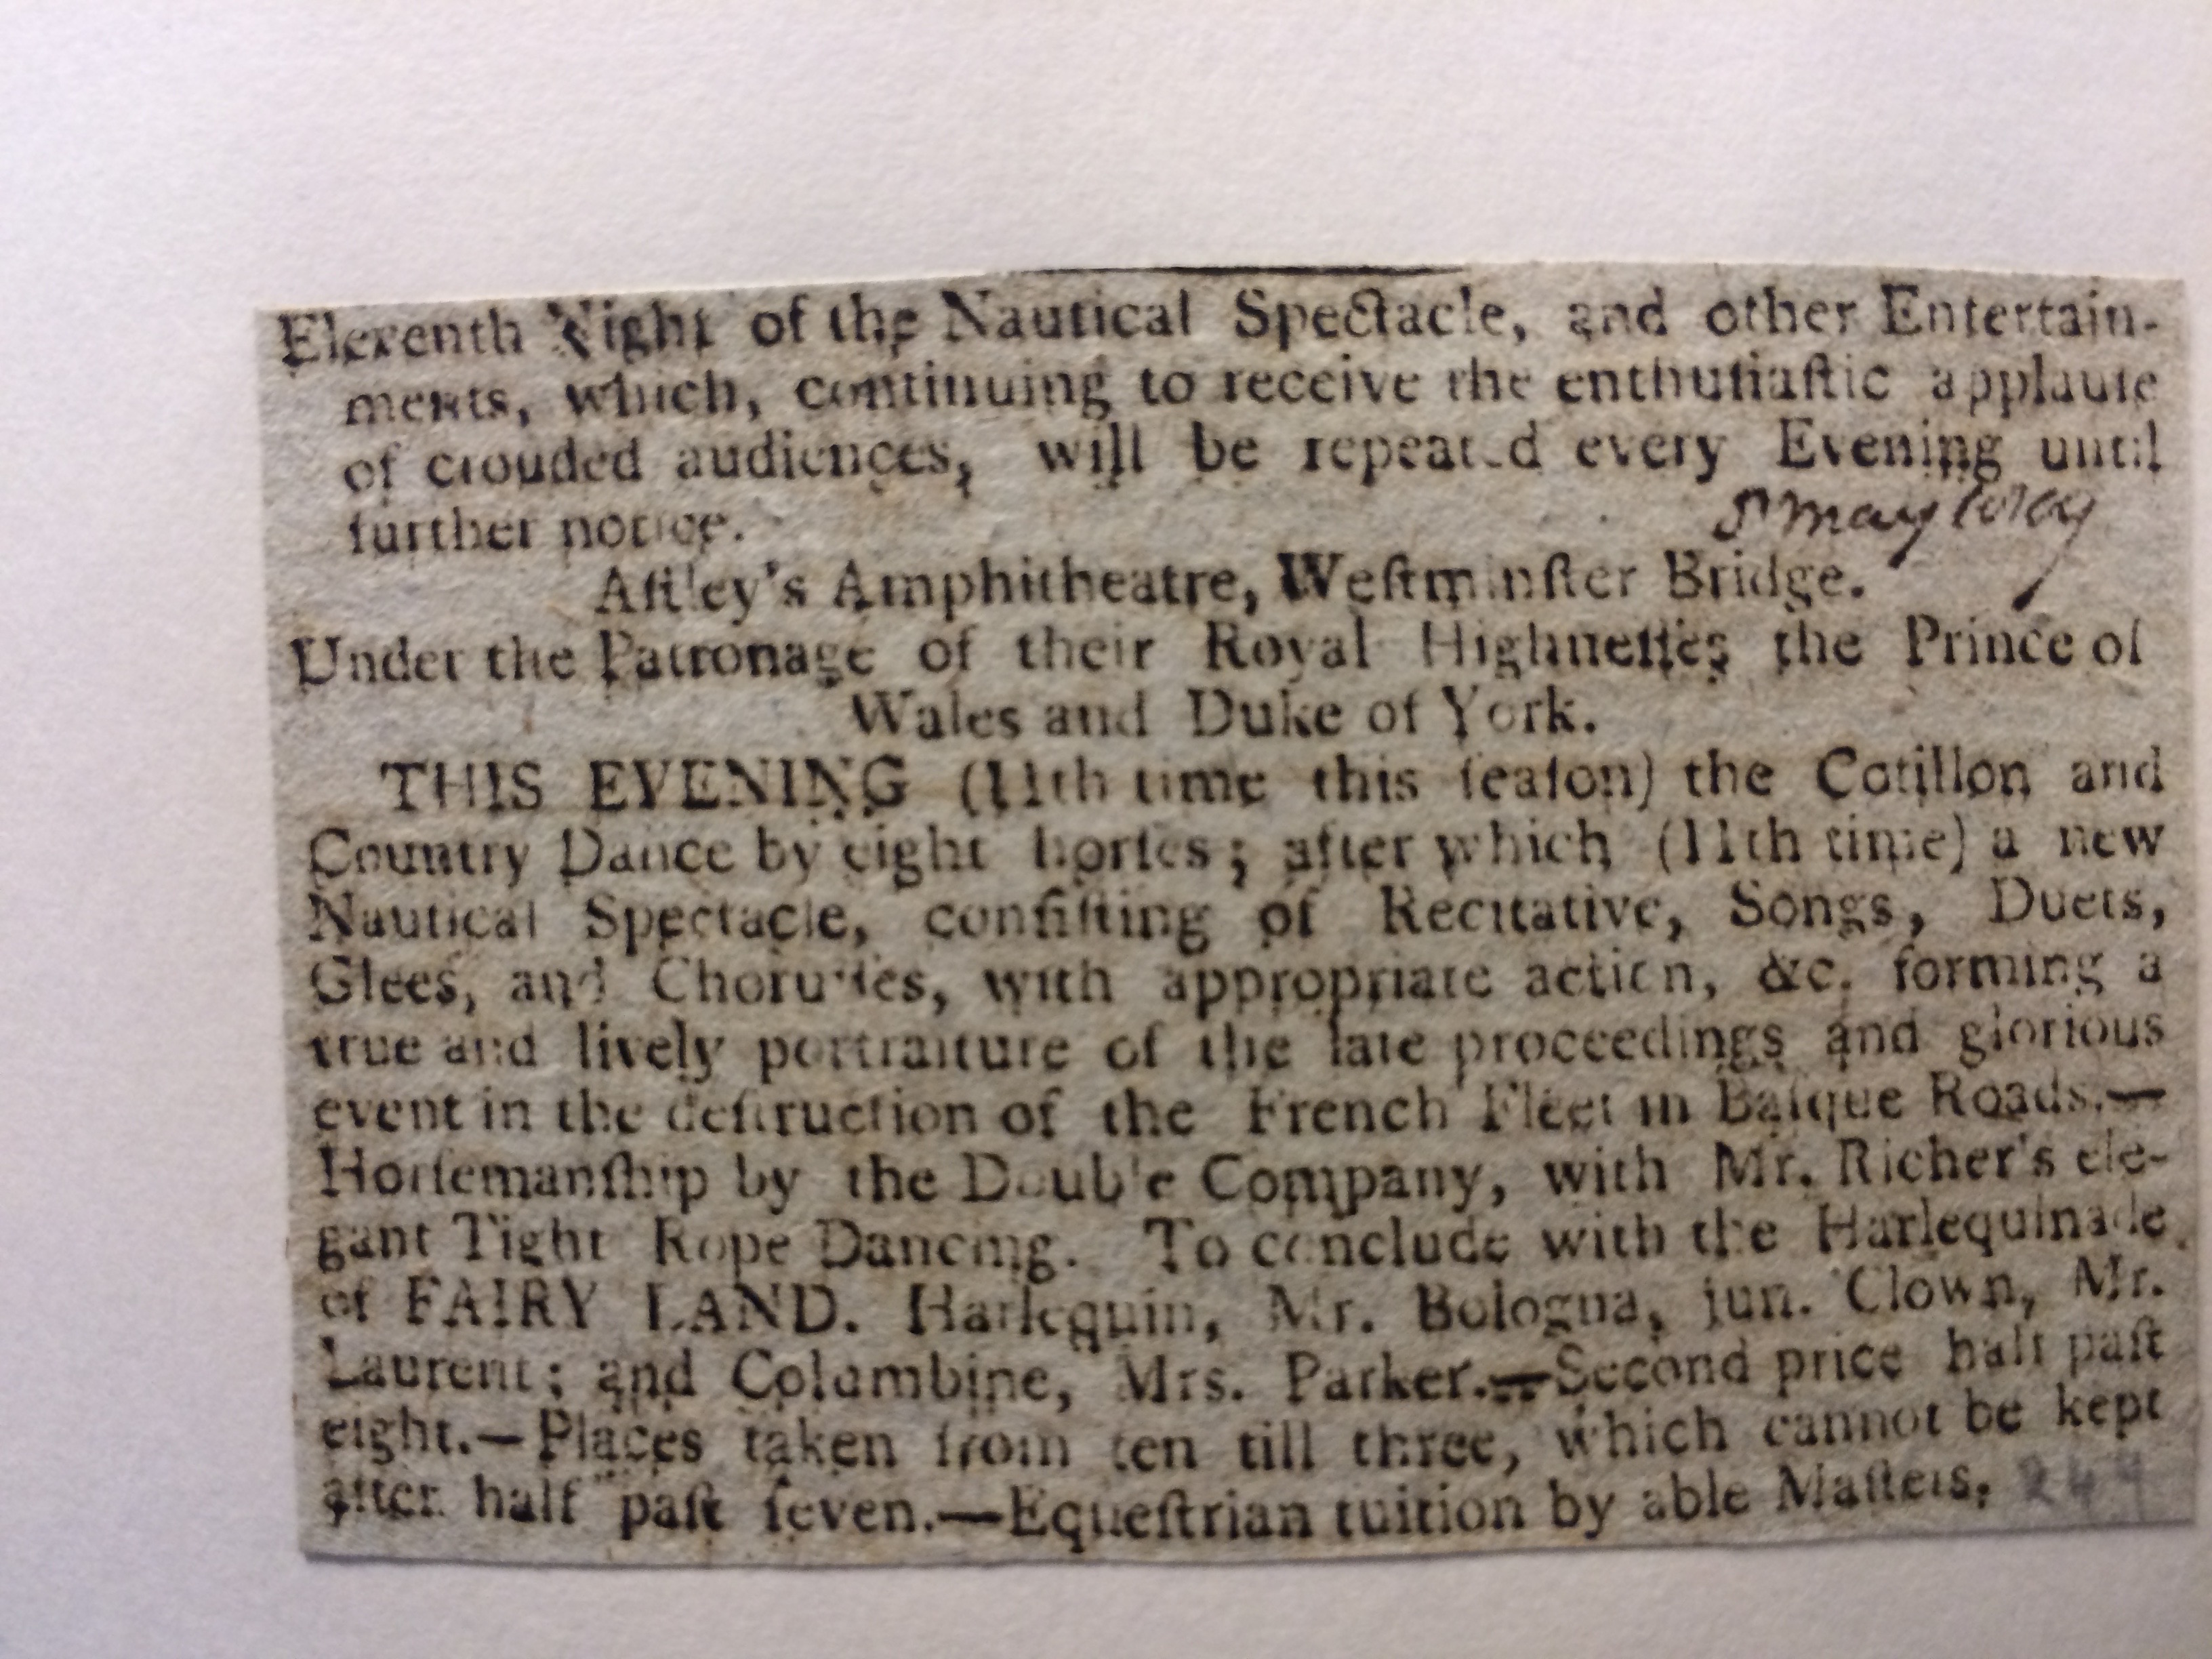 Eleventh Night of the Nautical Spectacle, and other Entertain-
ments, which, continuing to receive the enthuſiaſtic applauſe
of crouded audiences, will be repeated every Evening until
further notice.
may
Aſtley's Amphitheatre, Weſtminſter Bridge.
Under the Patronage of their Royal Highneſſes the Prince of
Wales and Duke of York.
THIS EVENING (11th time this ſeaſon) the Cotillon and
Country Dance by eight horſes; after which (11th time) a new
Nautical Spectacle, conſiſting of Recitative, Songs, Duets,
Glees, and Choruſſes, with appropriate action, &c. forming a
true and lively portraiture of the late proceedings and glorious
event in the deſtruction of the French Fleet in Baſque Roads.—
Horſemanſhip by the Double Company, with Mr. Richer's ele-
gant Tight Rope Dancing. To conclude with the Harlequinade
of FAIRY LAND. Harlequin, Mr. Bologna, jun. Clown, Mr.
Laurent; and Columbine, Mrs. Parker.—Second price half paſt
eight.—Places taken from ten till three, which cannot be kept
after half paſt ſeven.—Equeſtrian tuition by able Maſters.
244